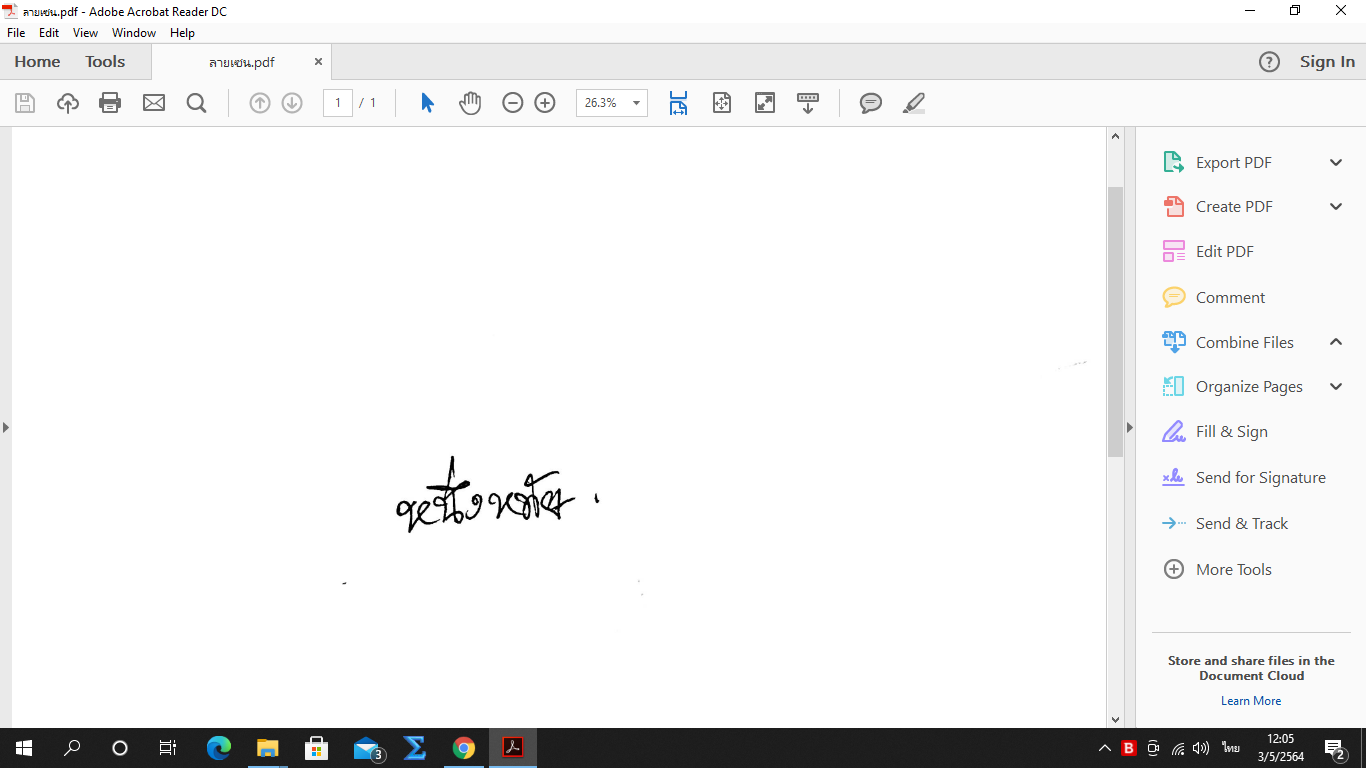 ลายเซน.pdf - Adobe Acrobat Reader DC
File Edit View Window Help
Home Tools ลายเซน.pdf × ? Sign In
1 / 1 26.3%
Export PDF
Create PDF
Edit PDF
Comment
Combine Files
Organize Pages
Fill & Sign
Send for Signature
Send & Track
More Tools
Store and share files in the
Document Cloud
Learn More
3 B ไทย 12:05
3/5/2564 2